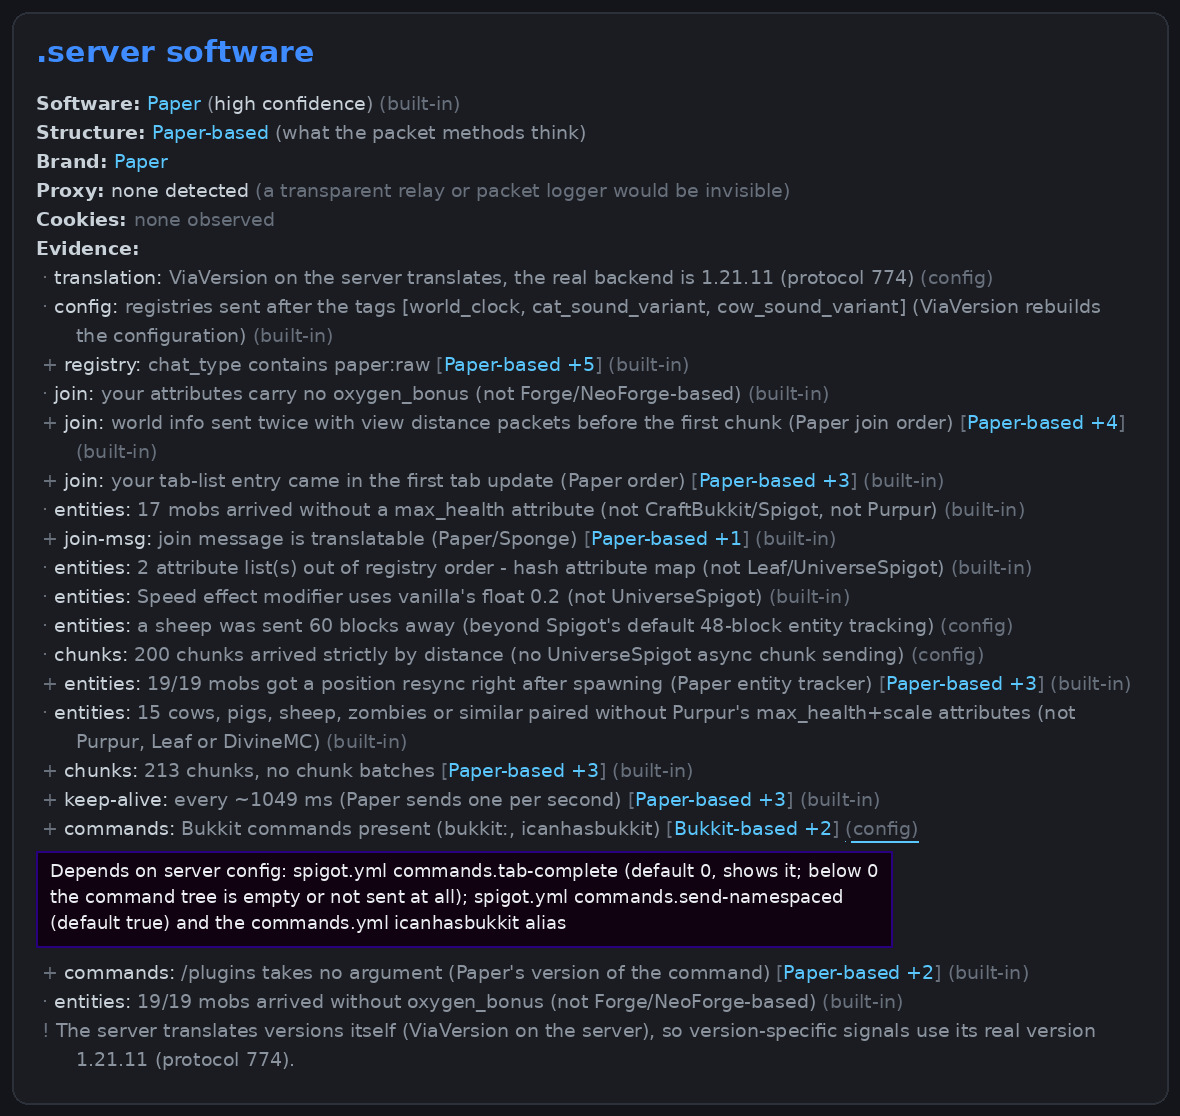 .server software
Software: Paper (high confidence) (built-in)
Structure: Paper-based (what the packet methods think)
Brand: Paper
Proxy: none detected (a transparent relay or packet logger would be invisible)
Cookies: none observed
Evidence:
· translation: ViaVersion on the server translates, the real backend is 1.21.11 (protocol 774) (config)
· config: registries sent after the tags [world_clock, cat_sound_variant, cow_sound_variant] (ViaVersion rebuilds
the configuration) (built-in)
+ registry: chat_type contains paper:raw [Paper-based +5] (built-in)
· join: your attributes carry no oxygen_bonus (not Forge/NeoForge-based) (built-in)
+ join: world info sent twice with view distance packets before the first chunk (Paper join order) [Paper-based +4]
(built-in)
+ join: your tab-list entry came in the first tab update (Paper order) [Paper-based +3] (built-in)
· entities: 17 mobs arrived without a max_health attribute (not CraftBukkit/Spigot, not Purpur) (built-in)
+ join-msg: join message is translatable (Paper/Sponge) [Paper-based +1] (built-in)
· entities: 2 attribute list(s) out of registry order - hash attribute map (not Leaf/UniverseSpigot) (built-in)
· entities: Speed effect modifier uses vanilla's float 0.2 (not UniverseSpigot) (built-in)
· entities: a sheep was sent 60 blocks away (beyond Spigot's default 48-block entity tracking) (config)
· chunks: 200 chunks arrived strictly by distance (no UniverseSpigot async chunk sending) (config)
+ entities: 19/19 mobs got a position resync right after spawning (Paper entity tracker) [Paper-based +3] (built-in)
· entities: 15 cows, pigs, sheep, zombies or similar paired without Purpur's max_health+scale attributes (not
Purpur, Leaf or DivineMC) (built-in)
+ chunks: 213 chunks, no chunk batches [Paper-based +3] (built-in)
+ keep-alive: every ~1049 ms (Paper sends one per second) [Paper-based +3] (built-in)
+ commands: Bukkit commands present (bukkit:, icanhasbukkit) [Bukkit-based +2] (config)
Depends on server config: spigot.yml commands.tab-complete (default 0, shows it; below 0
the command tree is empty or not sent at all); spigot.yml commands.send-namespaced
(default true) and the commands.yml icanhasbukkit alias
+ commands: /plugins takes no argument (Paper's version of the command) [Paper-based +2] (built-in)
· entities: 19/19 mobs arrived without oxygen_bonus (not Forge/NeoForge-based) (built-in)
! The server translates versions itself (ViaVersion on the server), so version-specific signals use its real version
1.21.11 (protocol 774).